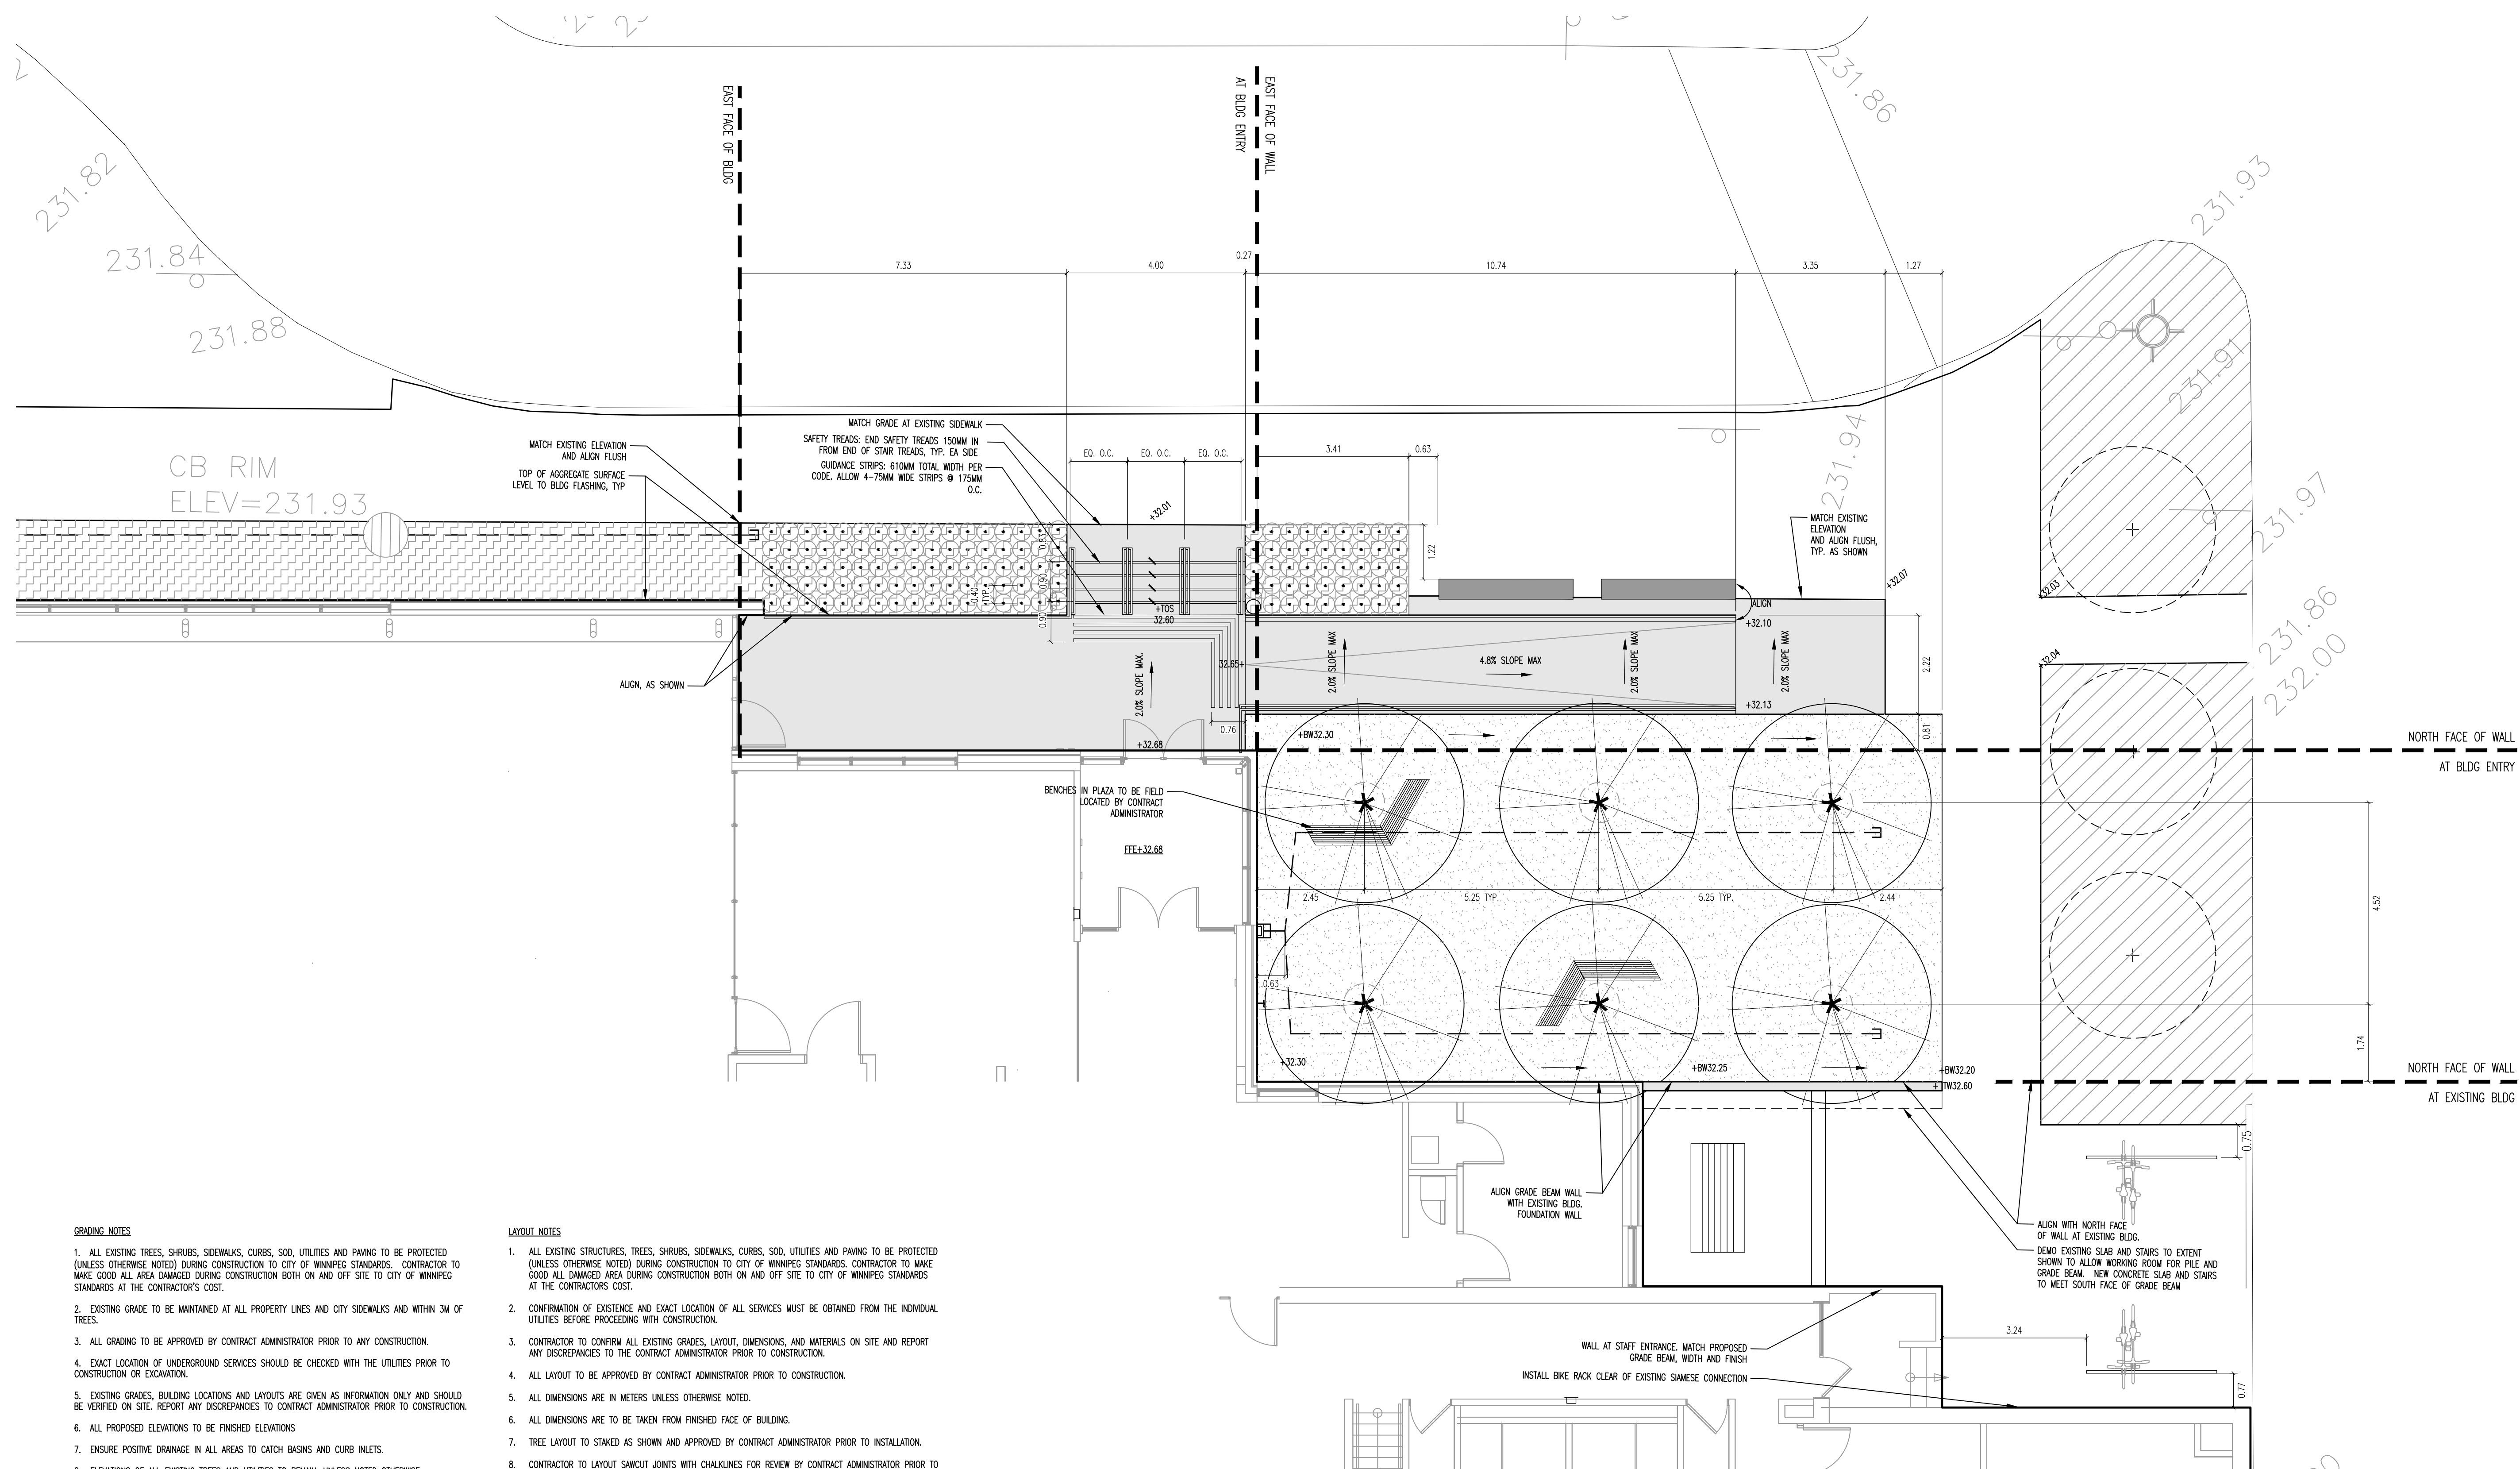 231.86
231.82
231.84
231.88
231.93
EAST FACE OF BLDG
AT BLDG ENTRY
EAST FACE OF WALL
7.33
4.00
0.27
10.74
3.35
1.27
MATCH GRADE AT EXISTING SIDEWALK
SAFETY TREADS: END SAFETY TREADS 150MM IN
FROM END OF STAIR TREADS, TYP. EA SIDE
GUIDANCE STRIPS: 610MM TOTAL WIDTH PER
CODE. ALLOW 4-75MM WIDE STRIPS @ 175MM
O.C.
MATCH EXISTING ELEVATION
AND ALIGN FLUSH
TOP OF AGGREGATE SURFACE
LEVEL TO BLDG FLASHING, TYP
CB RIM
ELEV=231.93
EQ. O.C.
EQ. O.C.
EQ. O.C.
3.41
0.63
+32.01
231.94
231.91
231.97
MATCH EXISTING
ELEVATION
AND ALIGN FLUSH,
TYP. AS SHOWN
1.22
0.83
0.90
0.90
0.40
TYP.
+TOS
32.60
+32.07
+32.03
231.86
232.00
ALIGN
+32.10
32.65+
2.0% SLOPE MAX.
2.0% SLOPE MAX
4.8% SLOPE MAX
2.0% SLOPE MAX
2.0% SLOPE MAX
2.22
+32.04
ALIGN, AS SHOWN
+32.13
0.76
0.81
+BW32.30
+32.68
NORTH FACE OF WALL
AT BLDG ENTRY
BENCHES IN PLAZA TO BE FIELD
LOCATED BY CONTRACT
ADMINISTRATOR
FFE+32.68
2.45
5.25 TYP.
5.25 TYP.
2.44
4.52
0.63
1.74
+32.30
+BW32.25
+BW32.20
+ TW32.60
NORTH FACE OF WALL
AT EXISTING BLDG
0.75
ALIGN GRADE BEAM WALL
WITH EXISTING BLDG.
FOUNDATION WALL
ALIGN WITH NORTH FACE
OF WALL AT EXISTING BLDG.
DEMO EXISTING SLAB AND STAIRS TO EXTENT
SHOWN TO ALLOW WORKING ROOM FOR PILE AND
GRADE BEAM. NEW CONCRETE SLAB AND STAIRS
TO MEET SOUTH FACE OF GRADE BEAM
3.24
WALL AT STAFF ENTRANCE. MATCH PROPOSED
GRADE BEAM, WIDTH AND FINISH
INSTALL BIKE RACK CLEAR OF EXISTING SIAMESE CONNECTION
0.77
GRADING NOTES
1. ALL EXISTING TREES, SHRUBS, SIDEWALKS, CURBS, SOD, UTILITIES AND PAVING TO BE PROTECTED
(UNLESS OTHERWISE NOTED) DURING CONSTRUCTION TO CITY OF WINNIPEG STANDARDS. CONTRACTOR TO
MAKE GOOD ALL AREA DAMAGED DURING CONSTRUCTION BOTH ON AND OFF SITE TO CITY OF WINNIPEG
STANDARDS AT THE CONTRACTOR'S COST.
2. EXISTING GRADE TO BE MAINTAINED AT ALL PROPERTY LINES AND CITY SIDEWALKS AND WITHIN 3M OF
TREES.
3. ALL GRADING TO BE APPROVED BY CONTRACT ADMINISTRATOR PRIOR TO ANY CONSTRUCTION.
4. EXACT LOCATION OF UNDERGROUND SERVICES SHOULD BE CHECKED WITH THE UTILITIES PRIOR TO
CONSTRUCTION OR EXCAVATION.
5. EXISTING GRADES, BUILDING LOCATIONS AND LAYOUTS ARE GIVEN AS INFORMATION ONLY AND SHOULD
BE VERIFIED ON SITE. REPORT ANY DISCREPANCIES TO CONTRACT ADMINISTRATOR PRIOR TO CONSTRUCTION.
6. ALL PROPOSED ELEVATIONS TO BE FINISHED ELEVATIONS
7. ENSURE POSITIVE DRAINAGE IN ALL AREAS TO CATCH BASINS AND CURB INLETS.
LAYOUT NOTES
1. ALL EXISTING STRUCTURES, TREES, SHRUBS, SIDEWALKS, CURBS, SOD, UTILITIES AND PAVING TO BE PROTECTED
(UNLESS OTHERWISE NOTED) DURING CONSTRUCTION TO CITY OF WINNIPEG STANDARDS. CONTRACTOR TO MAKE
GOOD ALL DAMAGED AREA DURING CONSTRUCTION BOTH ON AND OFF SITE TO CITY OF WINNIPEG STANDARDS
AT THE CONTRACTORS COST.
2. CONFIRMATION OF EXISTENCE AND EXACT LOCATION OF ALL SERVICES MUST BE OBTAINED FROM THE INDIVIDUAL
UTILITIES BEFORE PROCEEDING WITH CONSTRUCTION.
3. CONTRACTOR TO CONFIRM ALL EXISTING GRADES, LAYOUT, DIMENSIONS, AND MATERIALS ON SITE AND REPORT
ANY DISCREPANCIES TO THE CONTRACT ADMINISTRATOR PRIOR TO CONSTRUCTION.
4. ALL LAYOUT TO BE APPROVED BY CONTRACT ADMINISTRATOR PRIOR TO CONSTRUCTION.
5. ALL DIMENSIONS ARE IN METERS UNLESS OTHERWISE NOTED.
6. ALL DIMENSIONS ARE TO BE TAKEN FROM FINISHED FACE OF BUILDING.
7. TREE LAYOUT TO STAKED AS SHOWN AND APPROVED BY CONTRACT ADMINISTRATOR PRIOR TO INSTALLATION.
8. CONTRACTOR TO LAYOUT SAWCUT JOINTS WITH CHALKLINES FOR REVIEW BY CONTRACT ADMINISTRATOR PRIOR TO